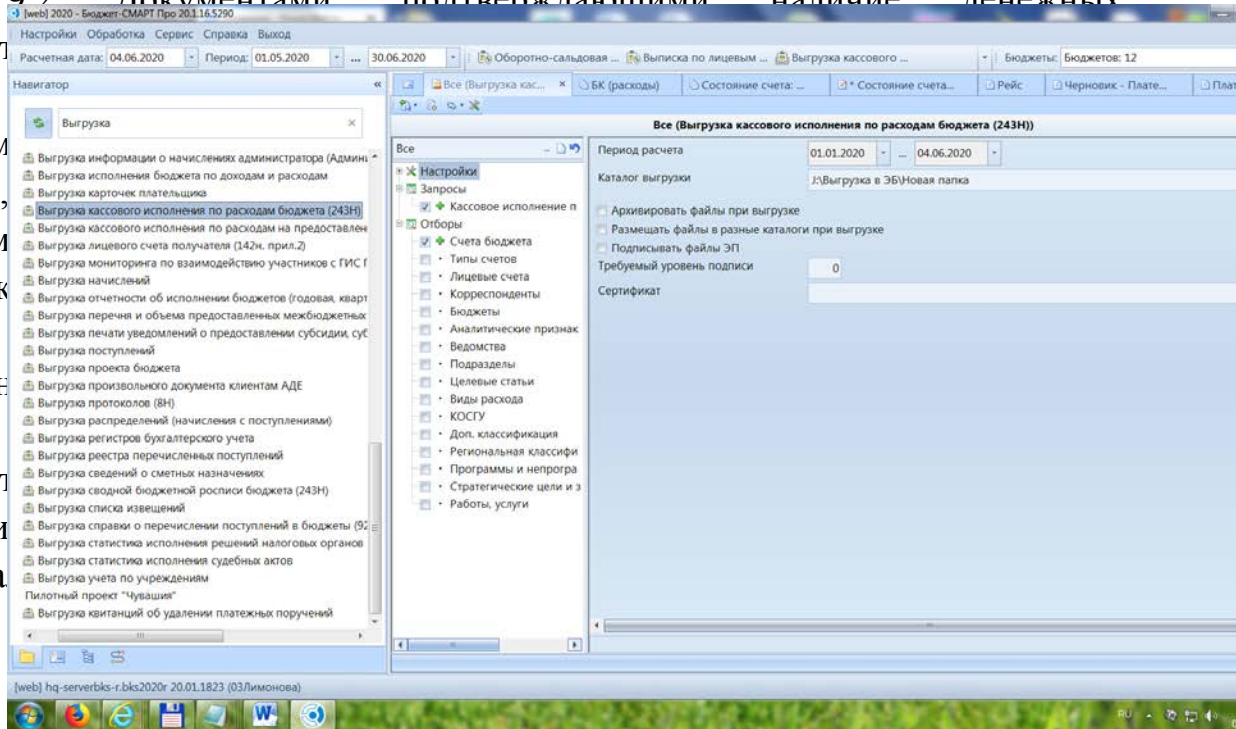 9.2 документами подтверждающими наличие денежных
[web] 2020 - Бюджет-СМАРТ Про 20.1.16.5290
Настройки Обработка Сервис Справка Выход
Расчетная дата: 04.06.2020 Период: 01.05.2020 ... 30.06.2020 Оборотно-сальдовая ... Выписка по лицевым ... Выгрузка кассового ... Бюджеты: Бюджетов: 12
Навигатор «
Все (Выгрузка кас... × БК (расходы) Состояние счета: ... * Состояние счета... Рейс Черновик - Плате... Плат
Выгрузка ×
Все (Выгрузка кассового исполнения по расходам бюджета (243Н))
Выгрузка информации о начислениях администратора (Админи
Выгрузка исполнения бюджета по доходам и расходам
Выгрузка карточек плательщика
Выгрузка кассового исполнения по расходам бюджета (243Н)
Выгрузка кассового исполнения по расходам на предоставлен
Выгрузка лицевого счета получателя (142н. прил.2)
Выгрузка мониторинга по взаимодействию участников с ГИС Г
Выгрузка начислений
Выгрузка отчетности об исполнении бюджетов (годовая, кварт
Выгрузка перечня и объема предоставленных межбюджетных
Выгрузка печати уведомлений о предоставлении субсидии, суб
Выгрузка поступлений
Выгрузка проекта бюджета
Выгрузка произвольного документа клиентам АДЕ
Выгрузка протоколов (8Н)
Выгрузка распределений (начисления с поступлениями)
Выгрузка регистров бухгалтерского учета
Выгрузка реестра перечисленных поступлений
Выгрузка сведений о сметных назначениях
Выгрузка сводной бюджетной росписи бюджета (243Н)
Выгрузка списка извещений
Выгрузка справки о перечислении поступлений в бюджеты (92
Выгрузка статистика исполнения решений налоговых органов
Выгрузка статистика исполнения судебных актов
Выгрузка учета по учреждениям
Пилотный проект "Чувашия"
Выгрузка квитанций об удалении платежных поручений
Все
Настройки
Запросы
Кассовое исполнение п
Отборы
Счета бюджета
Типы счетов
Лицевые счета
Корреспонденты
Бюджеты
Аналитические признак
Ведомства
Подразделы
Целевые статьи
Виды расхода
КОСГУ
Доп. классификация
Региональная классифи
Программы и непрогра
Стратегические цели и з
Работы, услуги
Период расчета 01.01.2020 ... 04.06.2020
Каталог выгрузки J:\Выгрузка в ЭБ\Новая папка
Архивировать файлы при выгрузке
Размещать файлы в разные каталоги при выгрузке
Подписывать файлы ЭП
Требуемый уровень подписи 0
Сертификат
[web] hq-serverbks-r.bks2020r 20.01.1823 (03Лимонова)
RU